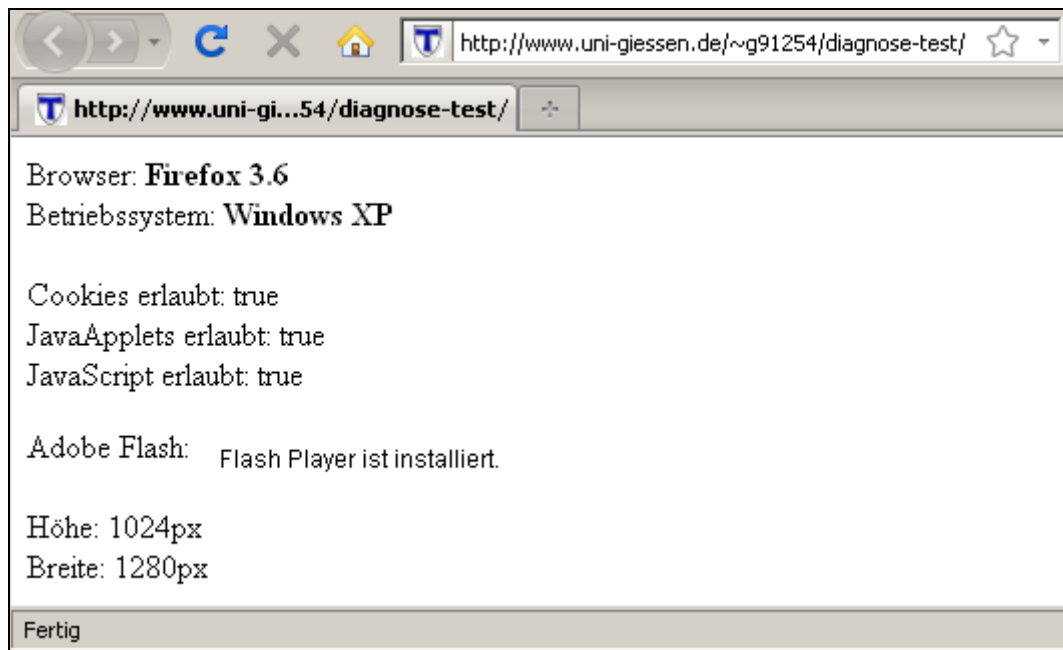 http://www.uni-giessen.de/~g91254/diagnose-test/
http://www.uni-gi...54/diagnose-test/
Browser: Firefox 3.6
Betriebssystem: Windows XP
Cookies erlaubt: true
JavaApplets erlaubt: true
JavaScript erlaubt: true
Adobe Flash: Flash Player ist installiert.
Höhe: 1024px
Breite: 1280px
Fertig